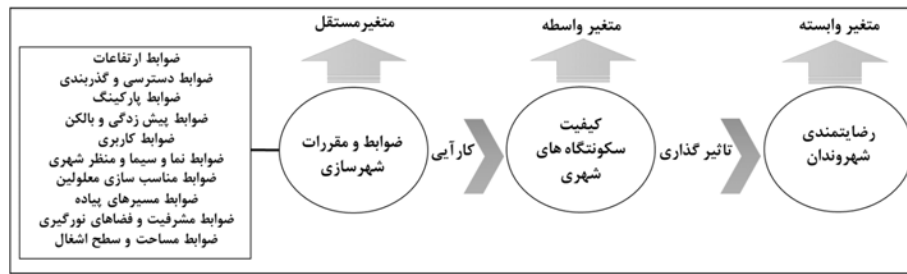 متغیر وابسته
متغیر واسطه
متغیرمستقل
ضوابط ارتفاعات
ضوابط دسترسی و گذربندی
ضوابط پارکینگ
ضوابط پیش زدگی و بالکن
ضوابط کاربری
ضوابط نما و سیما و منظر شهری
ضوابط مناسب سازی معلولین
ضوابط مسیرهای پیاده
ضوابط مشرفیت و فضاهای نورگیری
ضوابط مساحت و سطح اشغال
ضوابط و مقررات
شهرسازی
کارآیی
کیفیت
سکونتگاه های
شهری
تاثیر گذاری
رضایتمندی
شهروندان